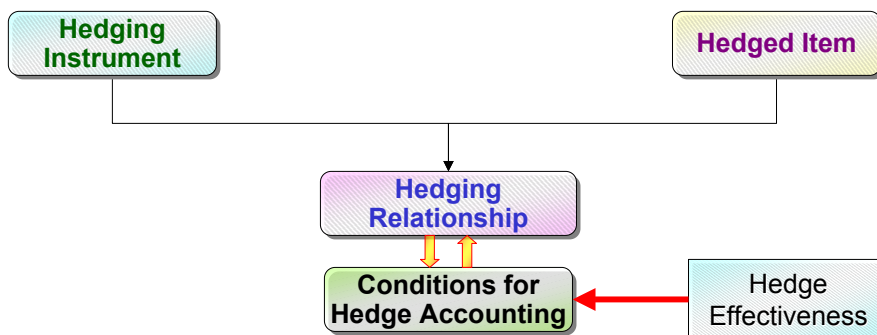 Hedging
Instrument
Hedged Item
Hedging
Relationship
Conditions for
Hedge Accounting
Hedge
Effectiveness